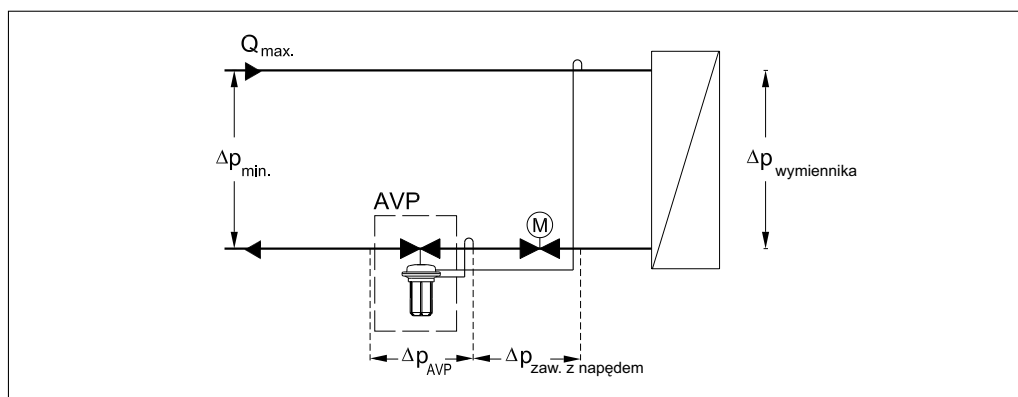 Qmax.
Δpmin.
Δpwymiennika
AVP
M
ΔpAVP
Δpzaw. z napędem